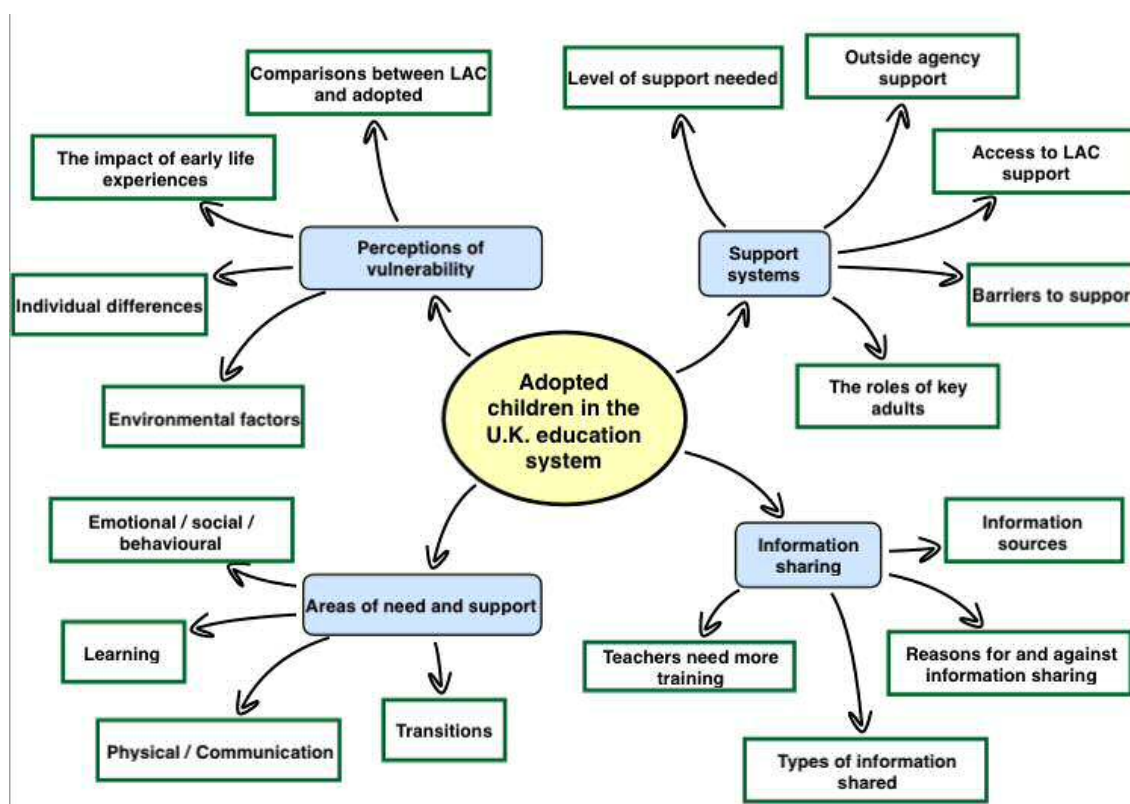 Comparisons between LAC
and adopted
The impact of early life
experiences
Individual differences
Environmental factors
Perceptions of
vulnerability
Level of support needed
Outside agency
support
Access to LAC
support
Barriers to support
The roles of key
adults
Support
systems
Adopted
children in the
U.K. education
system
Emotional / social /
behavioural
Learning
Physical / Communication
Transitions
Areas of need and support
Information
sharing
Information
sources
Reasons for and against
information sharing
Types of information
shared
Teachers need more
training